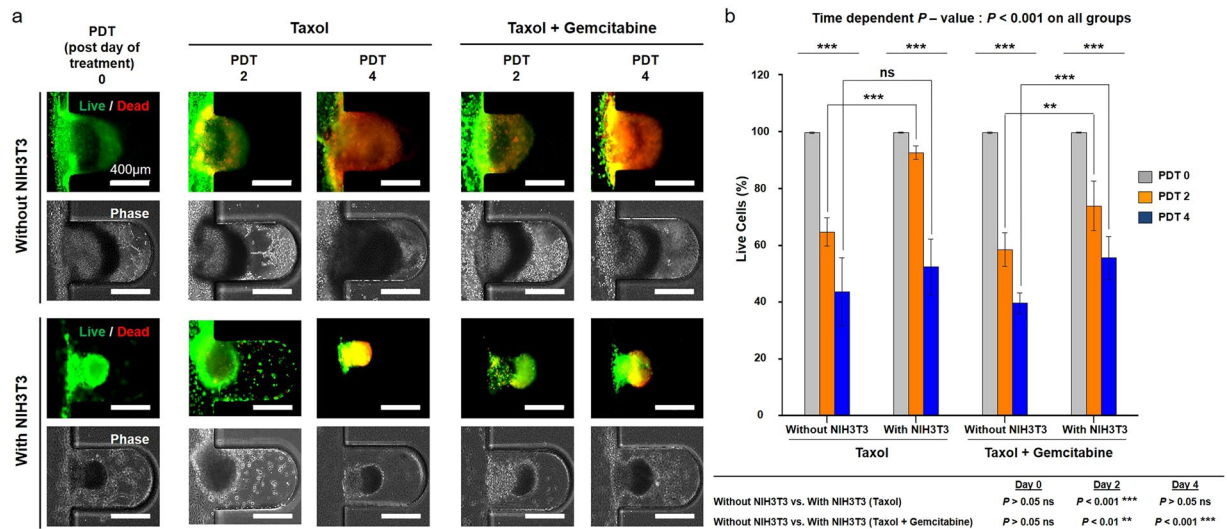 a
PDT
(post day of
treatment)
0
Taxol
PDT
2
PDT
4
Taxol + Gemcitabine
PDT
2
PDT
4
Without NIH3T3
Live / Dead
400µm
Phase
With NIH3T3
Live / Dead
Phase
b
Time dependent P – value : P < 0.001 on all groups
*** *** *** ***
ns
***
***
**
Live Cells (%)
120
100
80
60
40
20
0
PDT 0
PDT 2
PDT 4
Without NIH3T3 With NIH3T3 Without NIH3T3 With NIH3T3
Taxol Taxol + Gemcitabine
Day 0 Day 2 Day 4
Without NIH3T3 vs. With NIH3T3 (Taxol) P > 0.05 ns P < 0.001 *** P > 0.05 ns
Without NIH3T3 vs. With NIH3T3 (Taxol + Gemcitabine) P > 0.05 ns P < 0.01 ** P < 0.001 ***